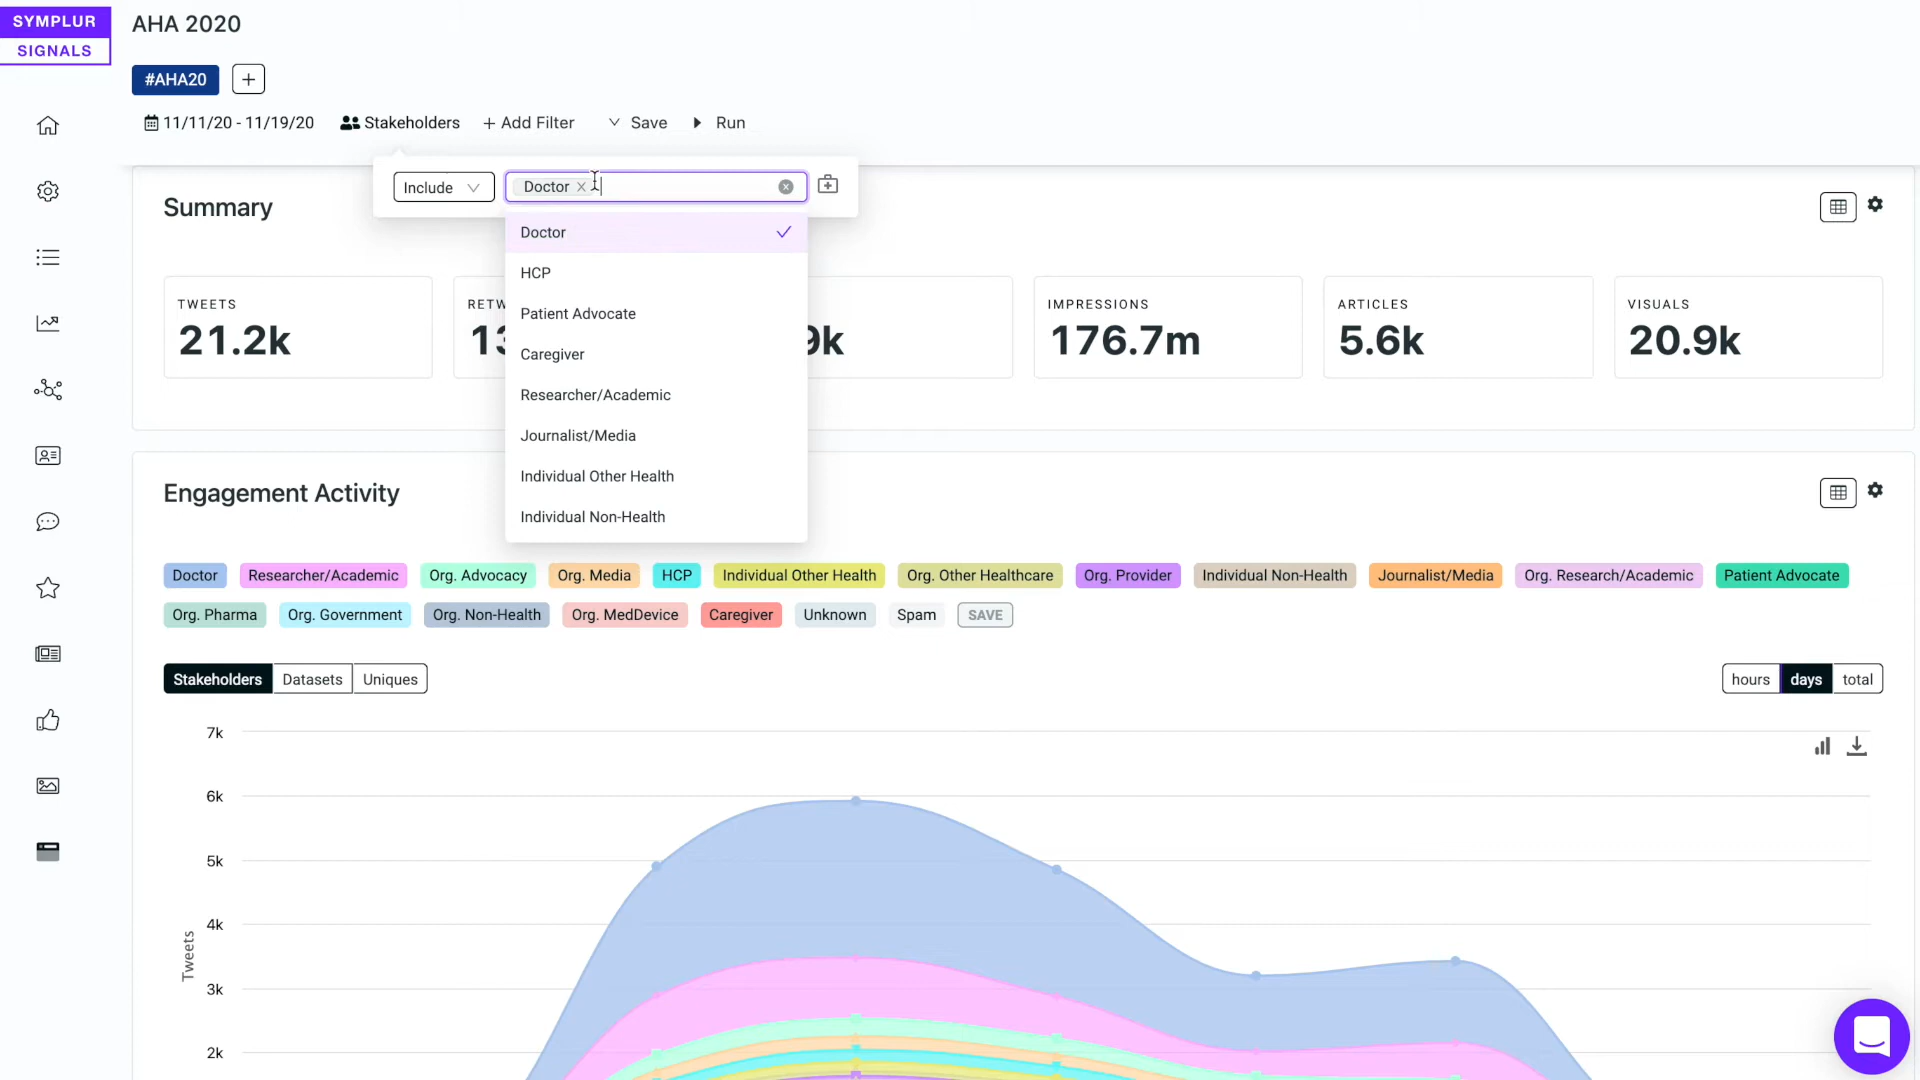 SYMPLUR
SIGNALS
AHA 2020
#AHA20
11/11/20 - 11/19/20 Stakeholders + Add Filter Save Run
Include Doctor
Summary
Doctor
HCP
Patient Advocate
Caregiver
Researcher/Academic
Journalist/Media
Individual Other Health
Individual Non-Health
TWEETS IMPRESSIONS ARTICLES VISUALS
21.2k 176.7m 5.6k 20.9k
Engagement Activity
Doctor Researcher/Academic Org. Advocacy Org. Media HCP Individual Other Health Org. Other Healthcare Org. Provider Individual Non-Health Journalist/Media Org. Research/Academic Patient Advocate
Org. Pharma Org. Government Org. Non-Health Org. MedDevice Caregiver Unknown Spam SAVE
Stakeholders Datasets Uniques hours days total
7k
6k
5k
4k
3k
2k
Tweets